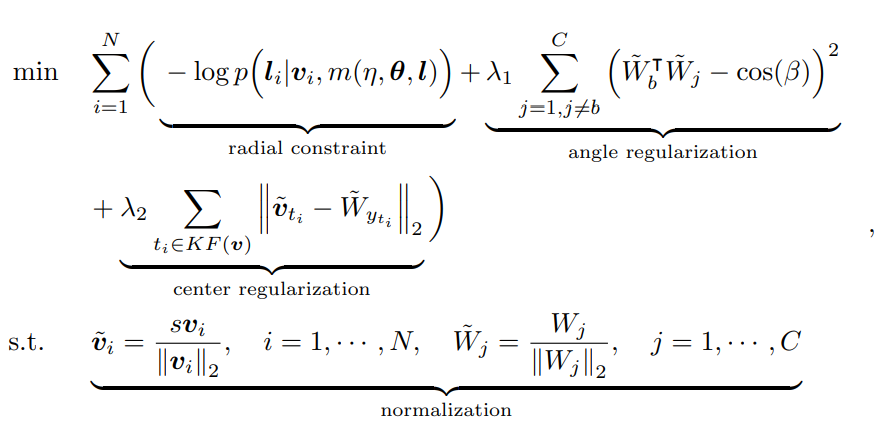 min ∑_{i=1}^{N} ( − log p(𝒍_i|𝒗_i, m(η, 𝜽, 𝒍)) + λ_1 ∑_{j=1,j≠b}^{C} (W̃_b^⊺ W̃_j − cos(β))^2
radial constraint angle regularization
+ λ_2 ∑_{t_i∈KF(𝒗)} ‖𝒗̃_{t_i} − W̃_{y_{t_i}}‖_2 ) ,
center regularization
s.t. 𝒗̃_i = s𝒗_i / ‖𝒗_i‖_2, i = 1, ⋯ , N, W̃_j = W_j / ‖W_j‖_2, j = 1, ⋯ , C
normalization